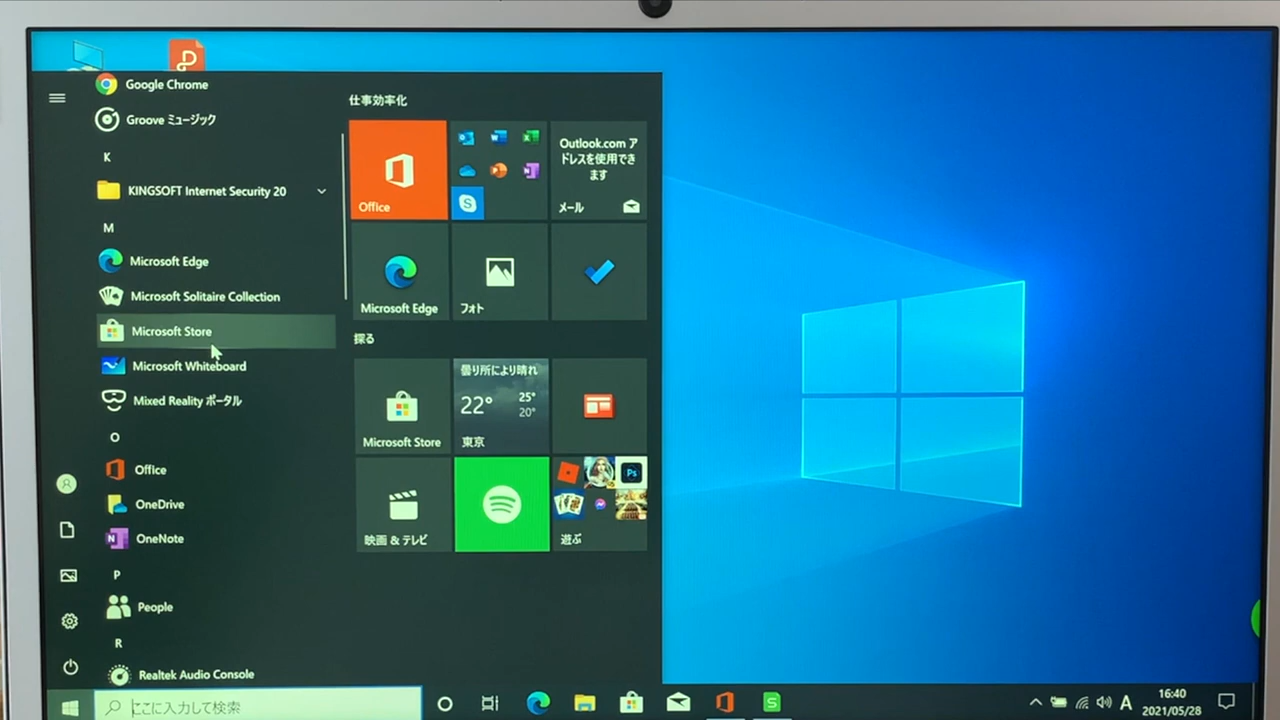 Google Chrome
Groove ミュージック
K
KINGSOFT Internet Security 20
M
Microsoft Edge
Microsoft Solitaire Collection
Microsoft Store
Microsoft Whiteboard
Mixed Reality ポータル
O
Office
OneDrive
OneNote
P
People
R
Realtek Audio Console
ここに入力して検索
仕事効率化
Office
Outlook.com ア
ドレスを使用でき
ます
メール
Microsoft Edge
フォト
探る
Microsoft Store
曇り所により晴れ
22°
25°
20°
東京
映画 & テレビ
Ps
遊ぶ
A
16:40
2021/05/28